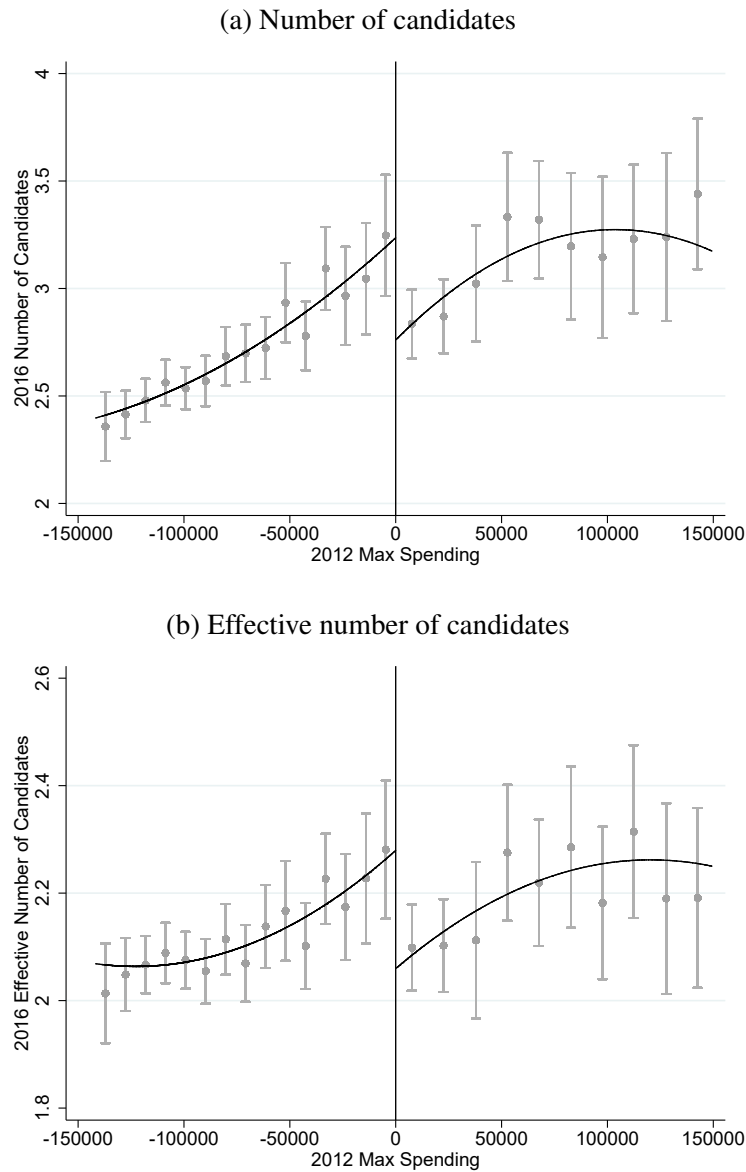 (a) Number of candidates
4
3.5
3
2.5
2
2016 Number of Candidates
-150000 -100000 -50000 0 50000 100000 150000
2012 Max Spending
(b) Effective number of candidates
2.6
2.4
2.2
2
1.8
2016 Effective Number of Candidates
-150000 -100000 -50000 0 50000 100000 150000
2012 Max Spending